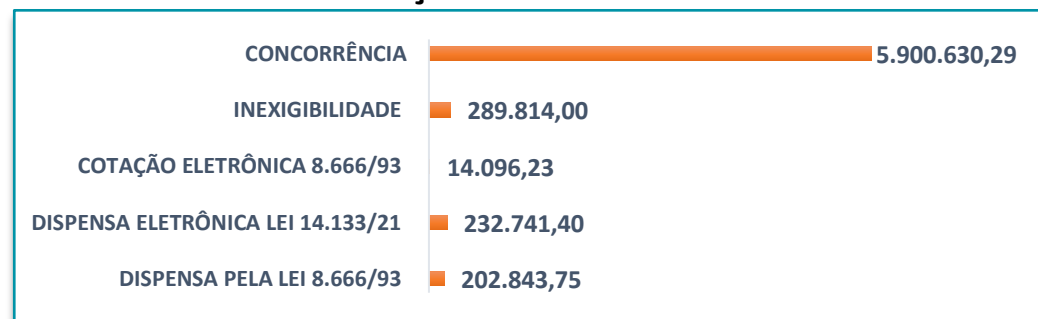 CONCORRÊNCIA 5.900.630,29
INEXIGIBILIDADE 289.814,00
COTAÇÃO ELETRÔNICA 8.666/93 14.096,23
DISPENSA ELETRÔNICA LEI 14.133/21 232.741,40
DISPENSA PELA LEI 8.666/93 202.843,75